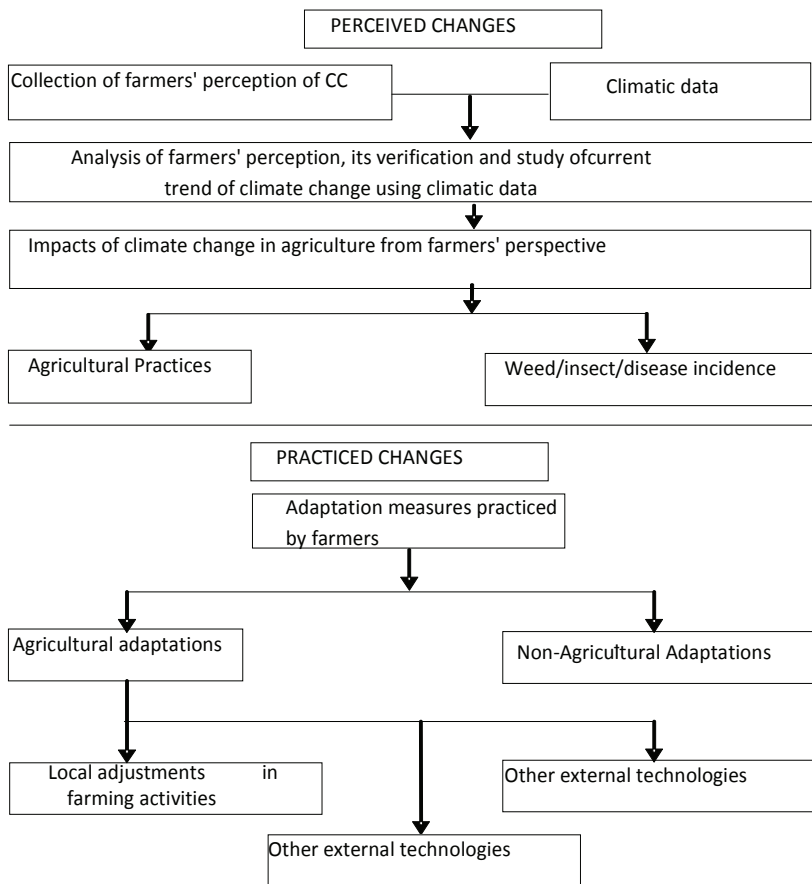 PERCEIVED CHANGES
Collection of farmers' perception of CC
Climatic data
Analysis of farmers' perception, its verification and study ofcurrent
trend of climate change using climatic data
Impacts of climate change in agriculture from farmers' perspective
Agricultural Practices
Weed/insect/disease incidence
PRACTICED CHANGES
Adaptation measures practiced
by farmers
Agricultural adaptations
Non-Agricultural Adaptations
Local adjustments in
farming activities
Other external technologies
Other external technologies